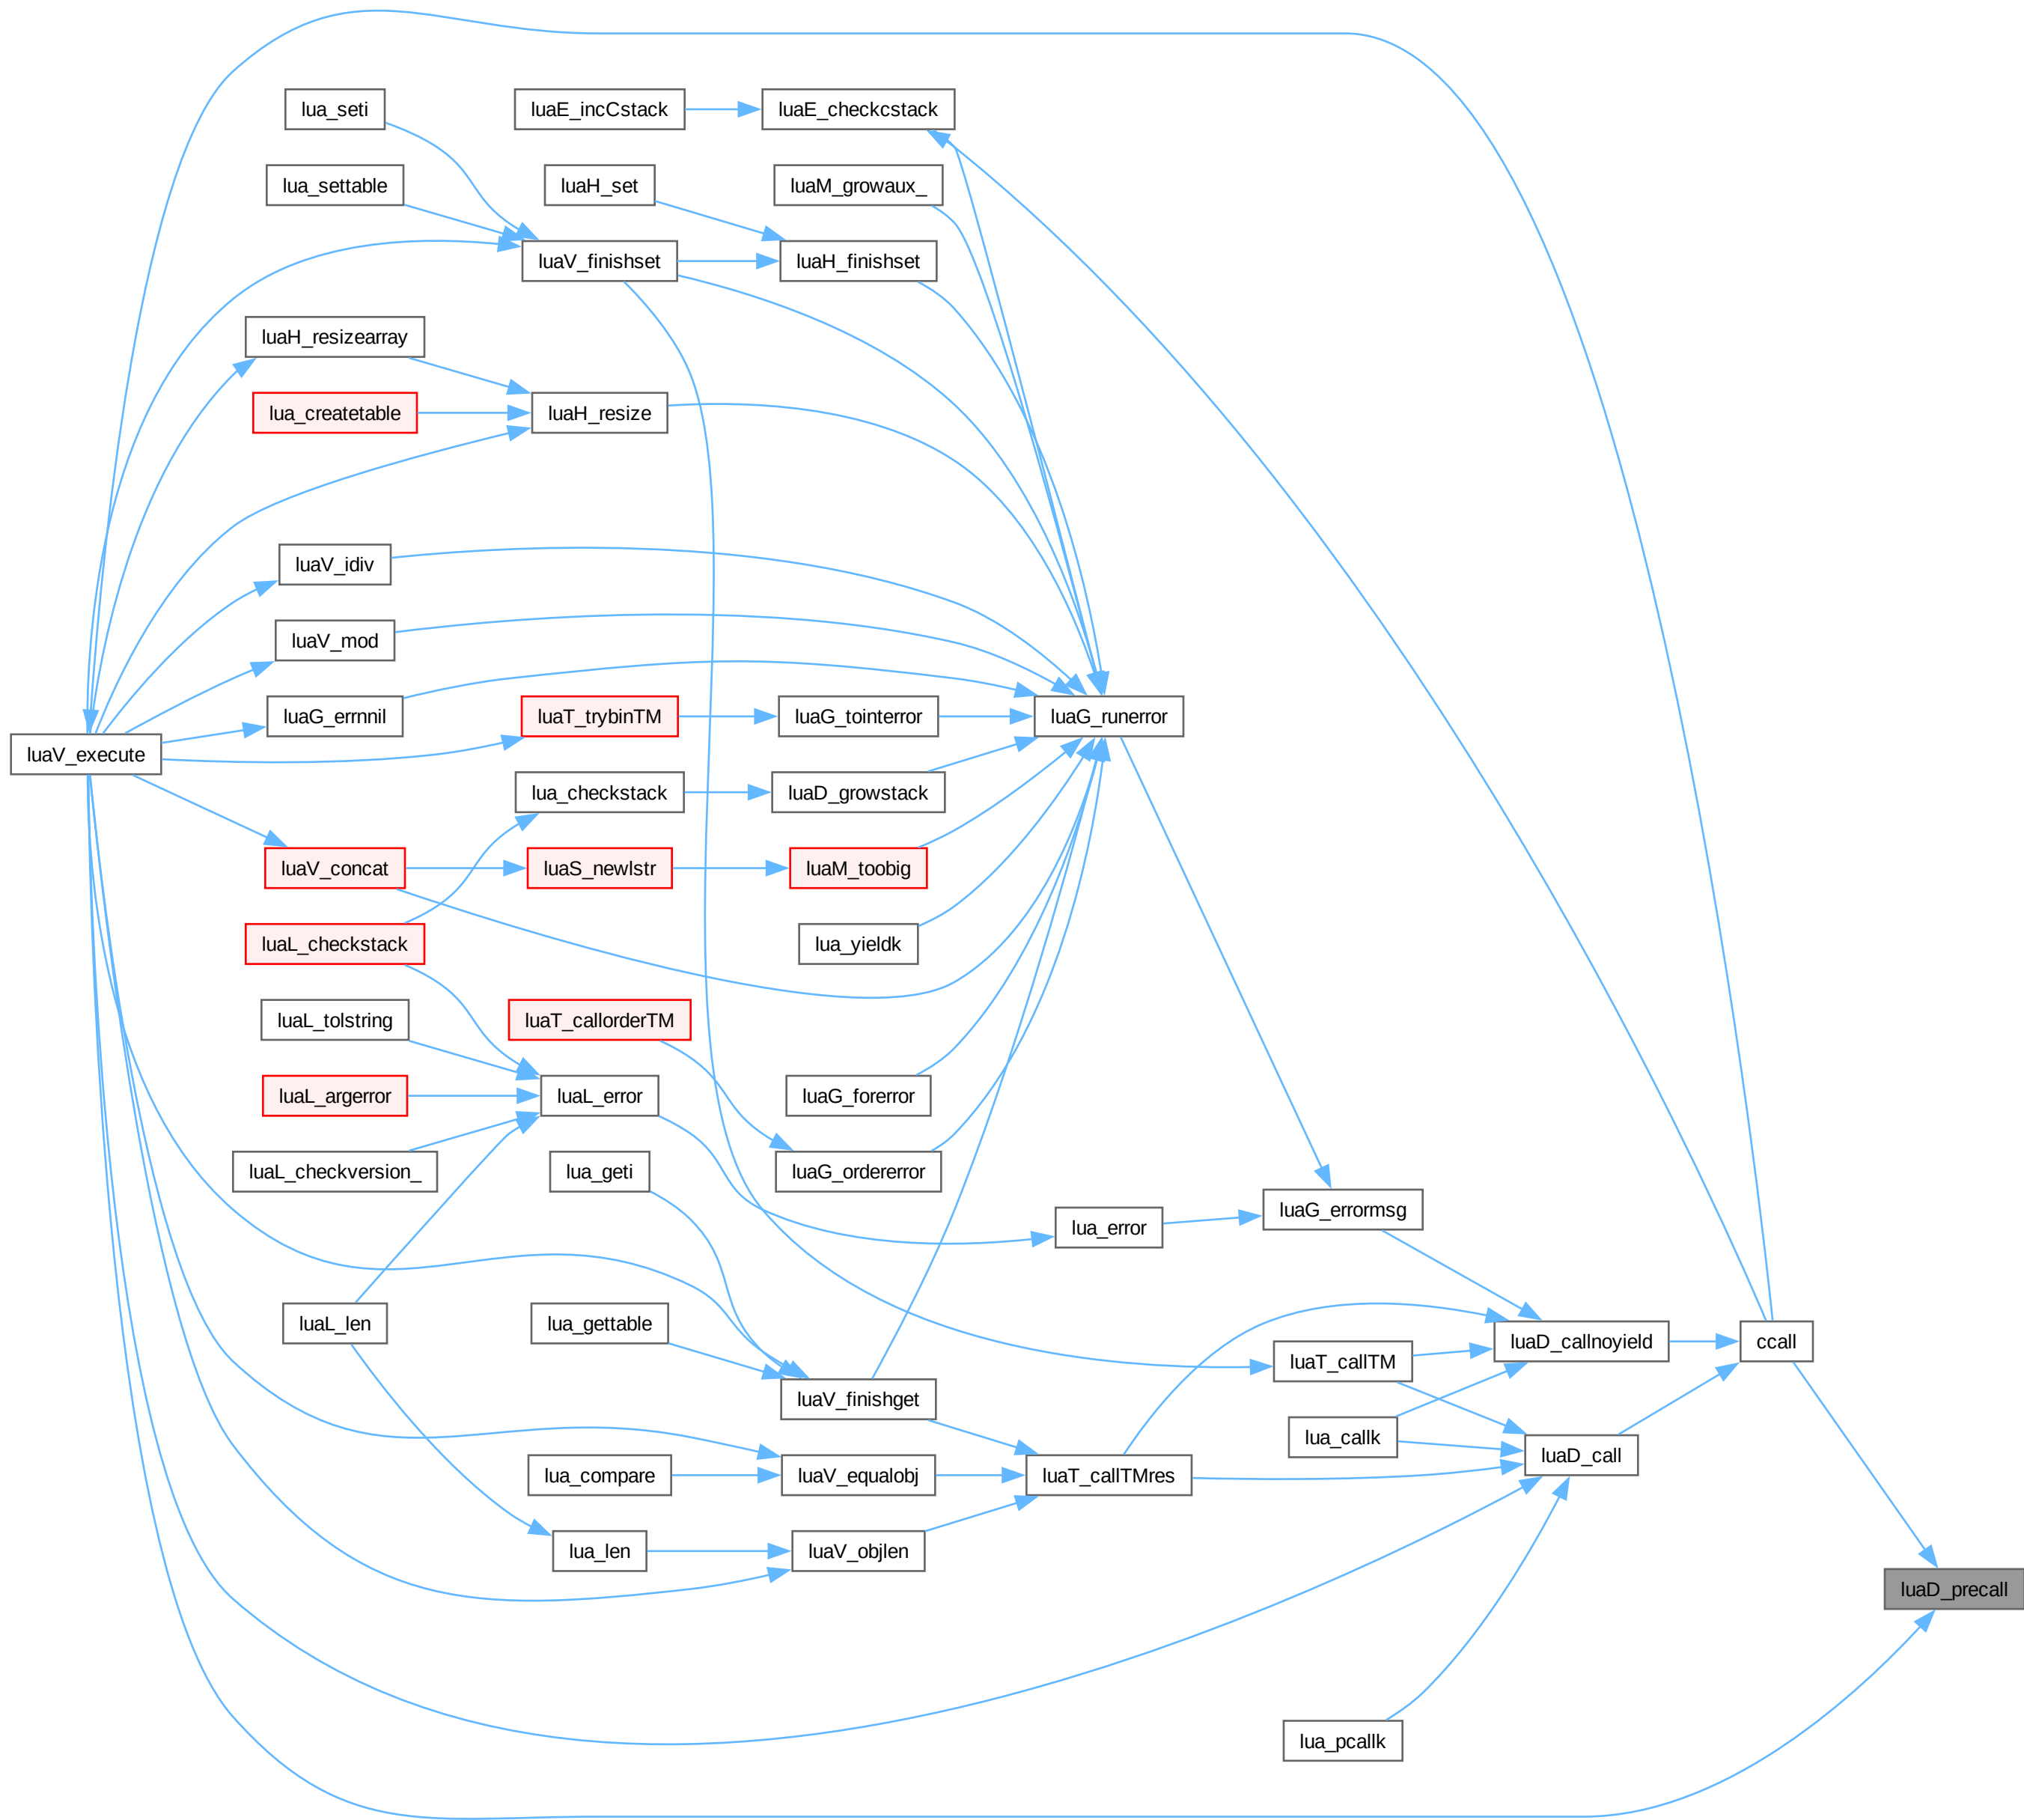 lua_seti
luaE_incCstack
luaE_checkcstack
lua_settable
luaH_set
luaM_growaux_
luaV_finishset
luaH_finishset
luaH_resizearray
lua_createtable
luaH_resize
luaV_idiv
luaV_mod
luaG_errnnil
luaT_trybinTM
luaG_tointerror
luaG_runerror
luaV_execute
lua_checkstack
luaD_growstack
luaV_concat
luaS_newlstr
luaM_toobig
luaL_checkstack
lua_yieldk
luaL_tolstring
luaT_callorderTM
luaL_argerror
luaL_error
luaG_forerror
luaL_checkversion_
lua_geti
luaG_ordererror
lua_error
luaG_errormsg
luaL_len
lua_gettable
luaT_callTM
luaD_callnoyield
ccall
luaV_finishget
lua_callk
lua_compare
luaV_equalobj
luaT_callTMres
luaD_call
lua_len
luaV_objlen
luaD_precall
lua_pcallk